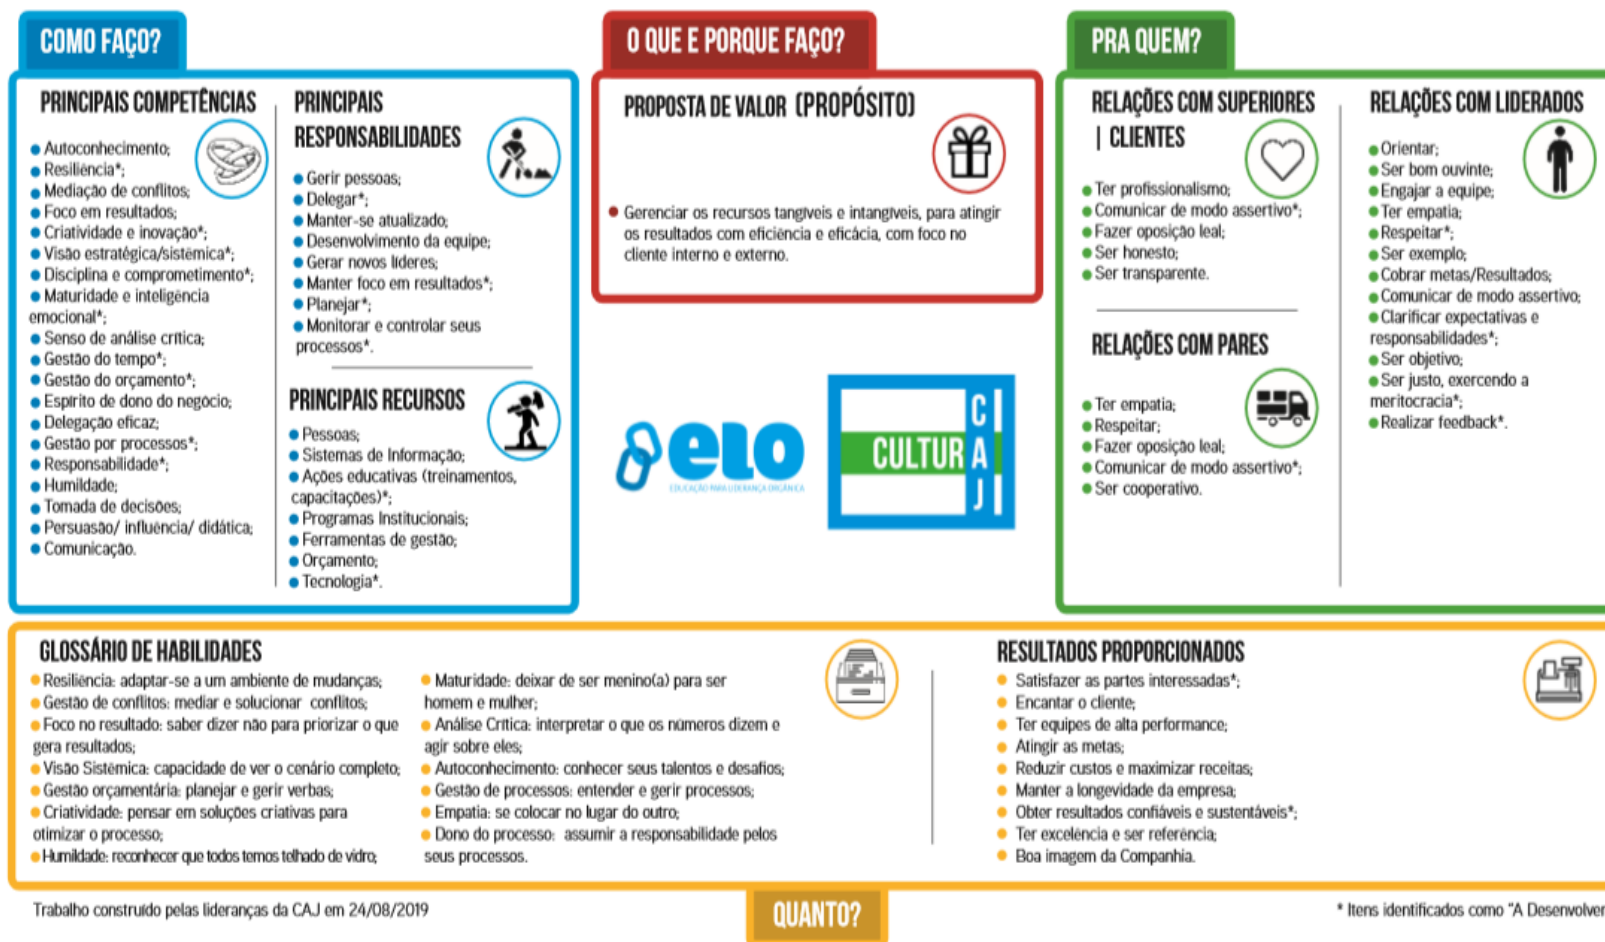 COMO FAÇO?
PRINCIPAIS COMPETÊNCIAS
Autoconhecimento;
Resiliência*;
Mediação de conflitos;
Foco em resultados;
Criatividade e inovação*;
Visão estratégica/sistêmica*;
Disciplina e comprometimento*;
Maturidade e inteligência
emocional*;
Senso de análise crítica;
Gestão do tempo*;
Gestão do orçamento*;
Espírito de dono do negócio;
Delegação eficaz;
Gestão por processos*;
Responsabilidade*;
Humildade;
Tomada de decisões;
Persuasão/ influência/ didática;
Comunicação.
PRINCIPAIS
RESPONSABILIDADES
Gerir pessoas;
Delegar*;
Manter-se atualizado;
Desenvolvimento da equipe;
Gerar novos líderes;
Manter foco em resultados*;
Planejar*;
Monitorar e controlar seus
processos*.
PRINCIPAIS RECURSOS
Pessoas;
Sistemas de Informação;
Ações educativas (treinamentos,
capacitações)*;
Programas Institucionais;
Ferramentas de gestão;
Orçamento;
Tecnologia*.
O QUE E PORQUE FAÇO?
PROPOSTA DE VALOR (PROPÓSITO)
Gerenciar os recursos tangíveis e intangíveis, para atingir
os resultados com eficiência e eficácia, com foco no
cliente interno e externo.
elo
EDUCAÇÃO PARA LIDERANÇA ORGÂNICA
CULTURA
CAJ
PRA QUEM?
RELAÇÕES COM SUPERIORES
| CLIENTES
Ter profissionalismo;
Comunicar de modo assertivo*;
Fazer oposição leal;
Ser honesto;
Ser transparente.
RELAÇÕES COM PARES
Ter empatia;
Respeitar;
Fazer oposição leal;
Comunicar de modo assertivo*;
Ser cooperativo.
RELAÇÕES COM LIDERADOS
Orientar;
Ser bom ouvinte;
Engajar a equipe;
Ter empatia;
Respeitar*;
Ser exemplo;
Cobrar metas/Resultados;
Comunicar de modo assertivo;
Clarificar expectativas e
responsabilidades*;
Ser objetivo;
Ser justo, exercendo a
meritocracia*;
Realizar feedback*.
GLOSSÁRIO DE HABILIDADES
Resiliência: adaptar-se a um ambiente de mudanças;
Gestão de conflitos: mediar e solucionar conflitos;
Foco no resultado: saber dizer não para priorizar o que
gera resultados;
Visão Sistêmica: capacidade de ver o cenário completo;
Gestão orçamentária: planejar e gerir verbas;
Criatividade: pensar em soluções criativas para
otimizar o processo;
Humildade: reconhecer que todos temos telhado de vidro;
Maturidade: deixar de ser menino(a) para ser
homem e mulher;
Análise Crítica: interpretar o que os números dizem e
agir sobre eles;
Autoconhecimento: conhecer seus talentos e desafios;
Gestão de processos: entender e gerir processos;
Empatia: se colocar no lugar do outro;
Dono do processo: assumir a responsabilidade pelos
seus processos.
RESULTADOS PROPORCIONADOS
Satisfazer as partes interessadas*;
Encantar o cliente;
Ter equipes de alta performance;
Atingir as metas;
Reduzir custos e maximizar receitas;
Manter a longevidade da empresa;
Obter resultados confiáveis e sustentáveis*;
Ter excelência e ser referência;
Boa imagem da Companhia.
Trabalho construído pelas lideranças da CAJ em 24/08/2019
QUANTO?
* Itens identificados como "A Desenvolver